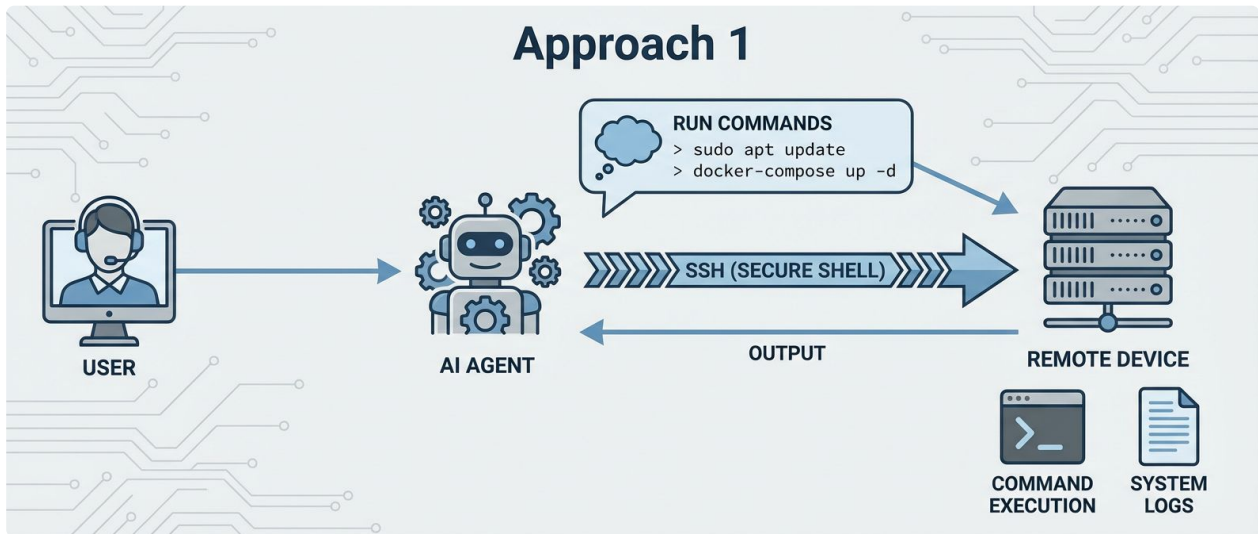 Approach 1
RUN COMMANDS
> sudo apt update
> docker-compose up -d
SSH (SECURE SHELL)
OUTPUT
USER
AI AGENT
REMOTE DEVICE
COMMAND
EXECUTION
SYSTEM
LOGS